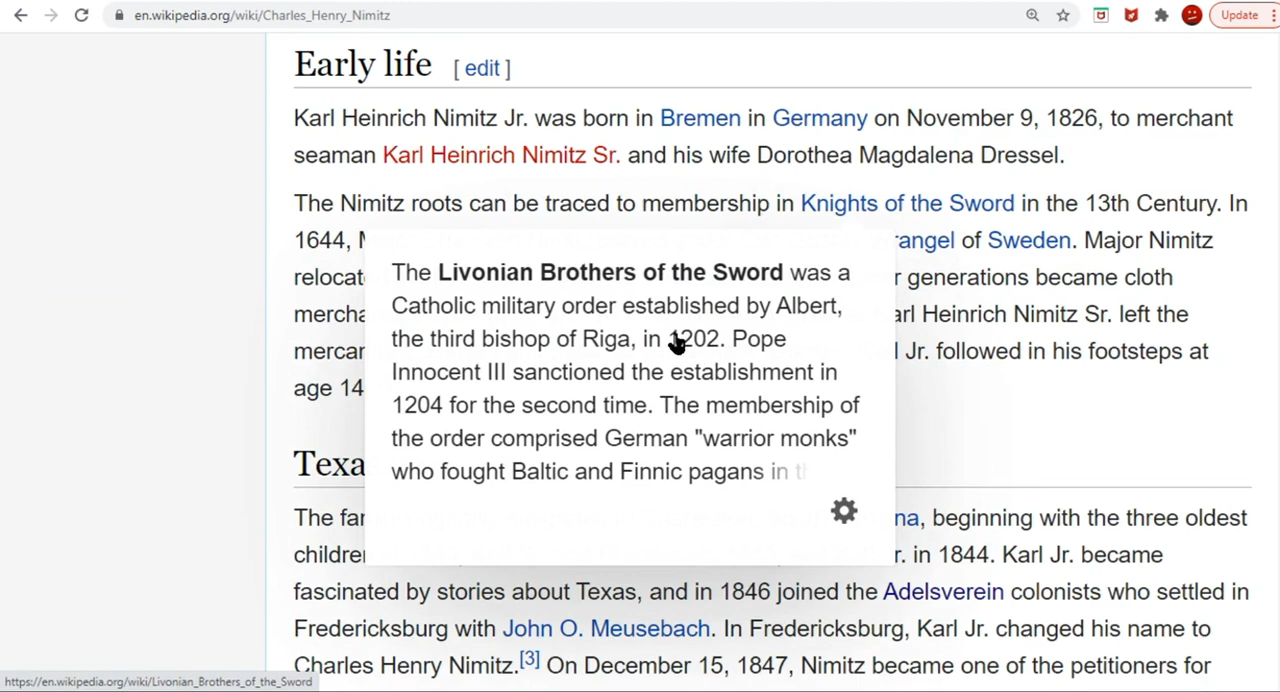 en.wikipedia.org/wiki/Charles_Henry_Nimitz
Update
Early life [ edit ]
Karl Heinrich Nimitz Jr. was born in Bremen in Germany on November 9, 1826, to merchant
seaman Karl Heinrich Nimitz Sr. and his wife Dorothea Magdalena Dressel.
The Nimitz roots can be traced to membership in Knights of the Sword in the 13th Century. In
1644, of Sweden. Major Nimitz
generations became cloth
Heinrich Nimitz Sr. left the
Jr. followed in his footsteps at
age 14
The Livonian Brothers of the Sword was a
Catholic military order established by Albert,
the third bishop of Riga, in 1202. Pope
Innocent III sanctioned the establishment in
1204 for the second time. The membership of
the order comprised German "warrior monks"
who fought Baltic and Finnic pagans in
The beginning with the three oldest
in 1844. Karl Jr. became
fascinated by stories about Texas, and in 1846 joined the Adelsverein colonists who settled in
Fredericksburg with John O. Meusebach. In Fredericksburg, Karl Jr. changed his name to
Charles Henry Nimitz.[3] On December 15, 1847, Nimitz became one of the petitioners for
https://en.wikipedia.org/wiki/Livonian_Brothers_of_the_Sword